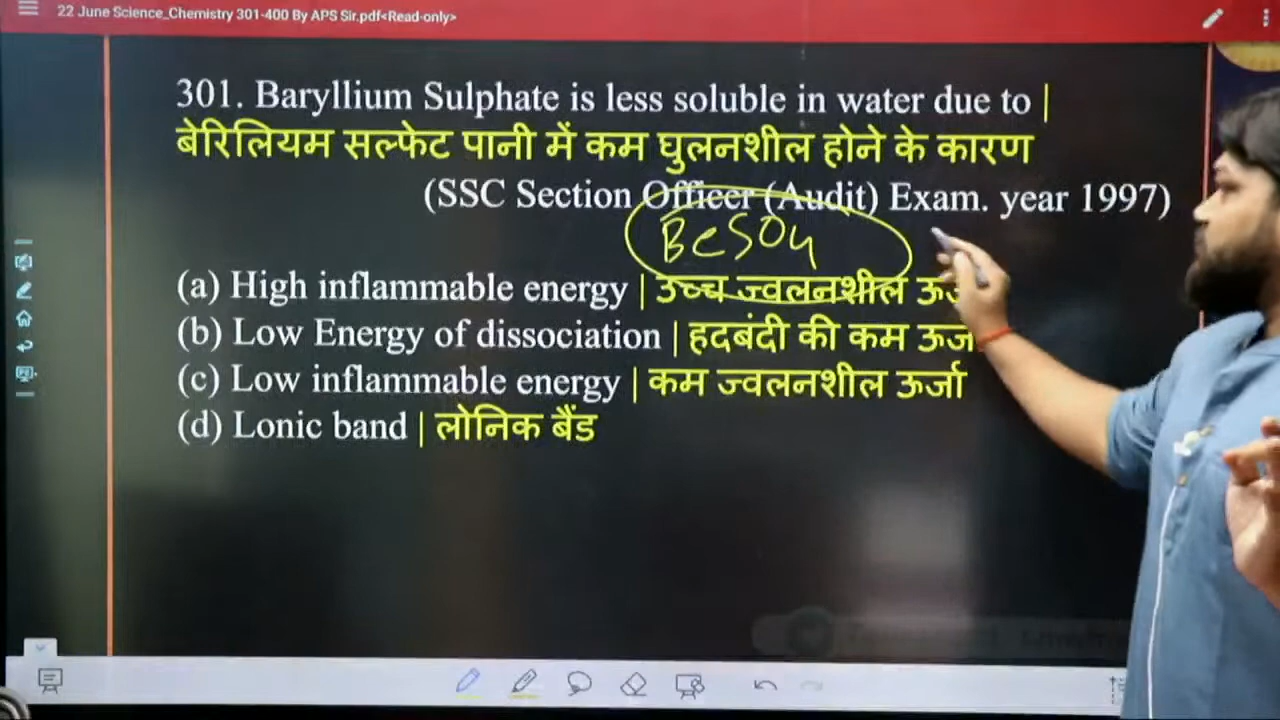 22 June Science_Chemistry 301-400 By APS Sir.pdf<Read-only>
301. Baryllium Sulphate is less soluble in water due to |
बेरिलियम सल्फेट पानी में कम घुलनशील होने के कारण
(SSC Section Officer (Audit) Exam. year 1997)
BeSO4
(a) High inflammable energy | उच्च ज्वलनशील
(b) Low Energy of dissociation | हदबंदी की कम
(c) Low inflammable energy | कम ज्वलनशील ऊर्जा
(d) Lonic band | लोनिक बैंड